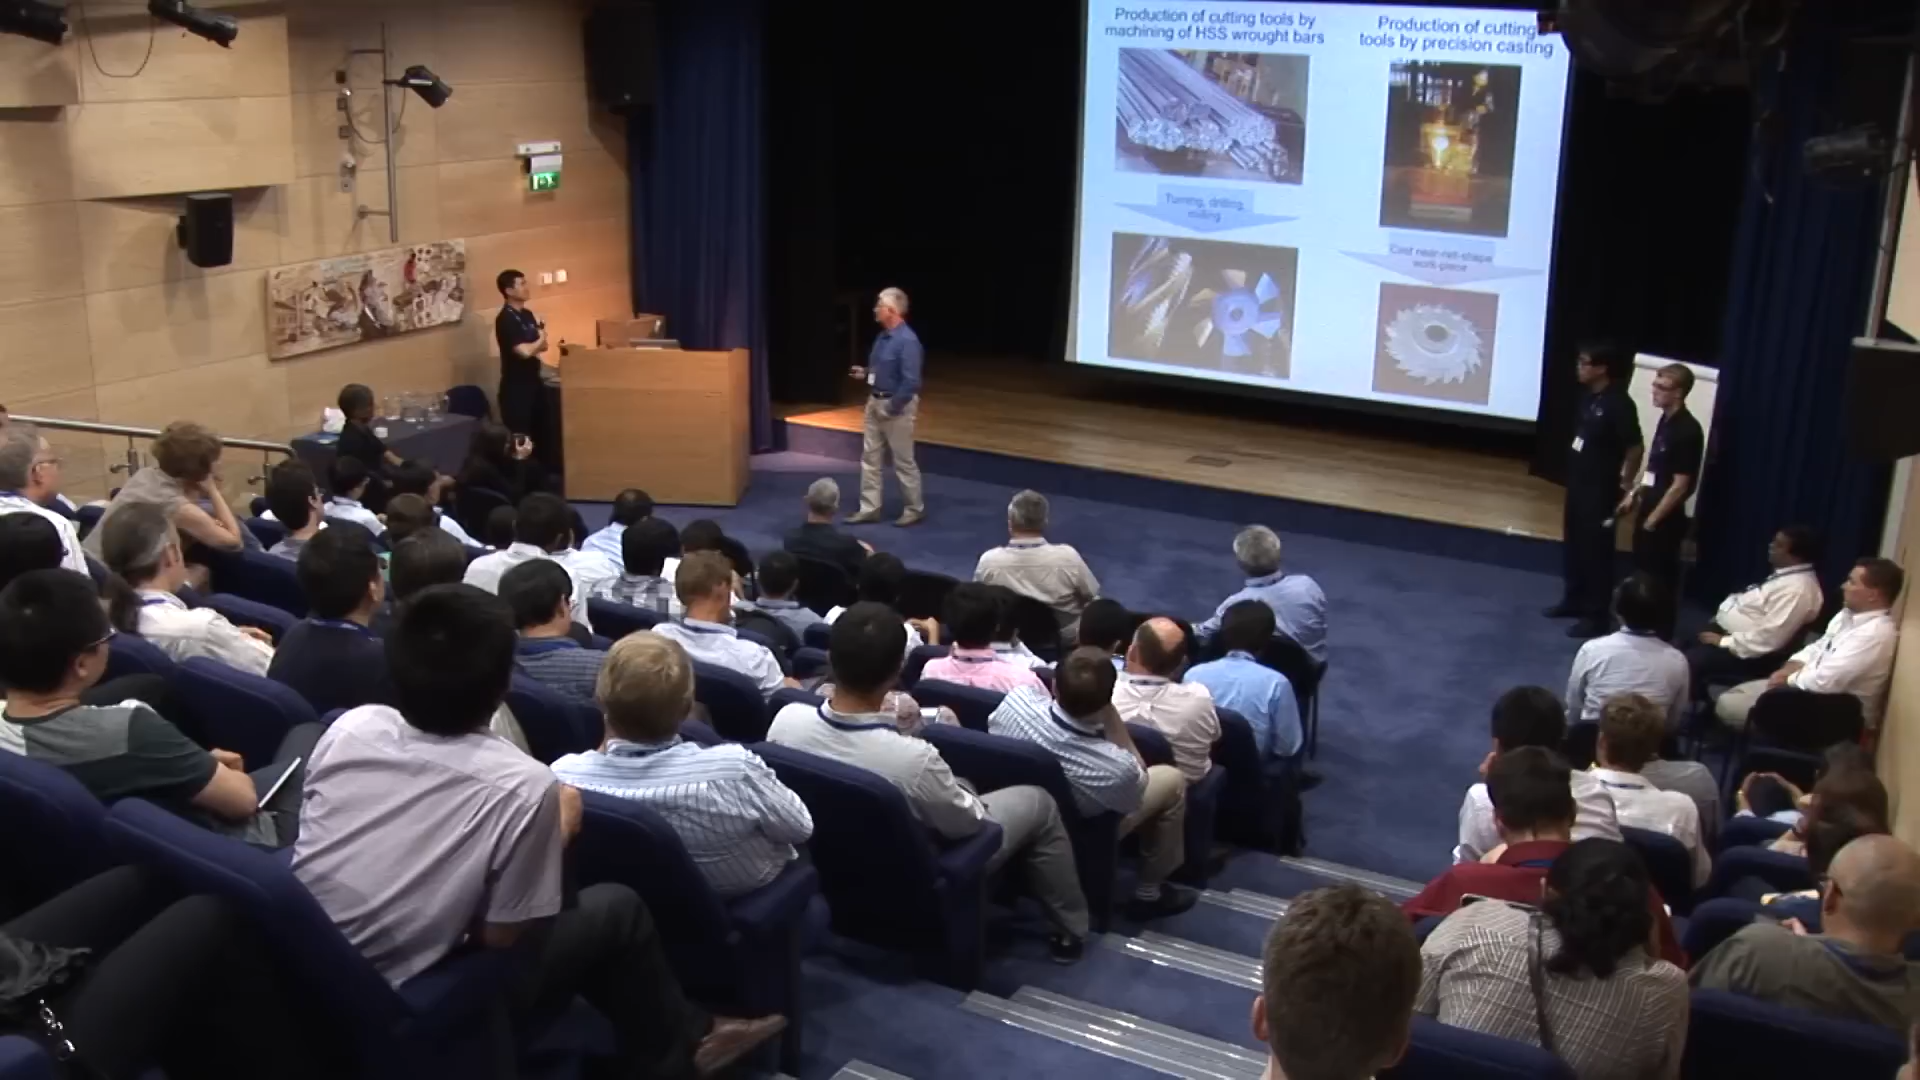 Production of cutting tools by
machining of HSS wrought bars
Turning, drilling,
milling
Production of cutting
tools by precision casting
Cast near-net-shape
work-piece